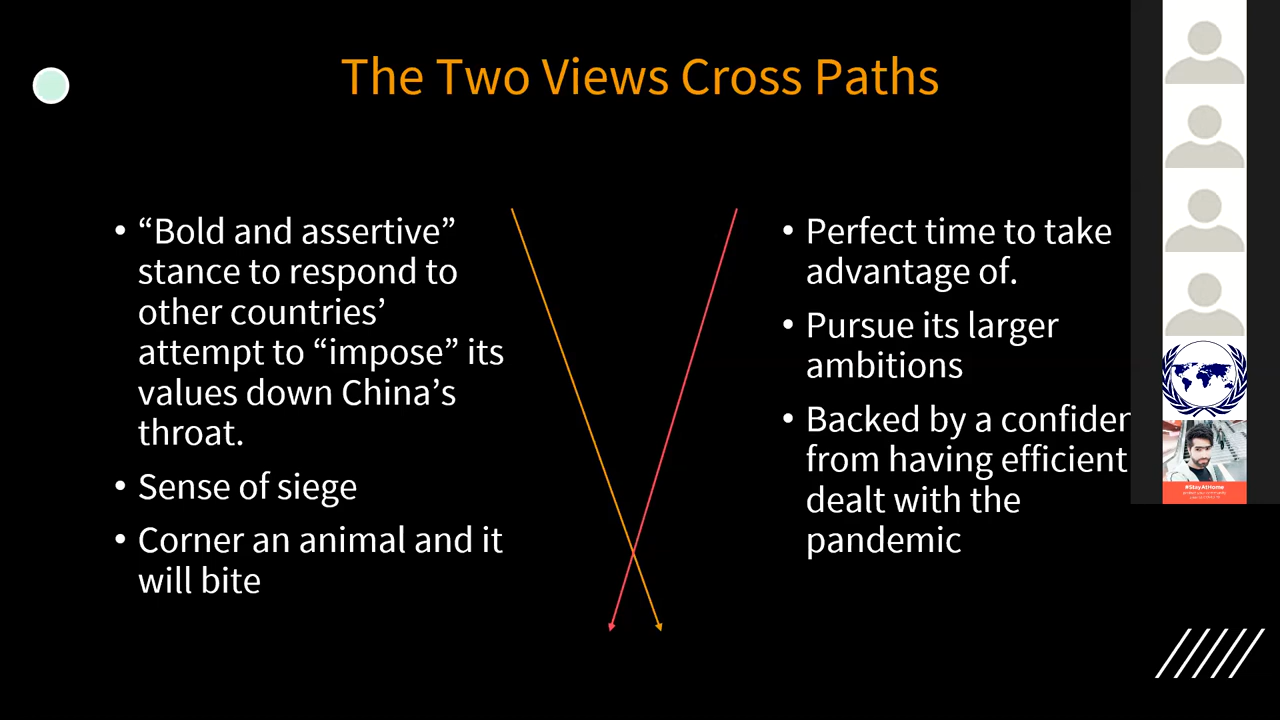 The Two Views Cross Paths
• “Bold and assertive”
stance to respond to
other countries’
attempt to “impose” its
values down China’s
throat.
• Sense of siege
• Corner an animal and it
will bite
• Perfect time to take
advantage of.
• Pursue its larger
ambitions
• Backed by a confiden
from having efficient
dealt with the
pandemic
#StayAtHome